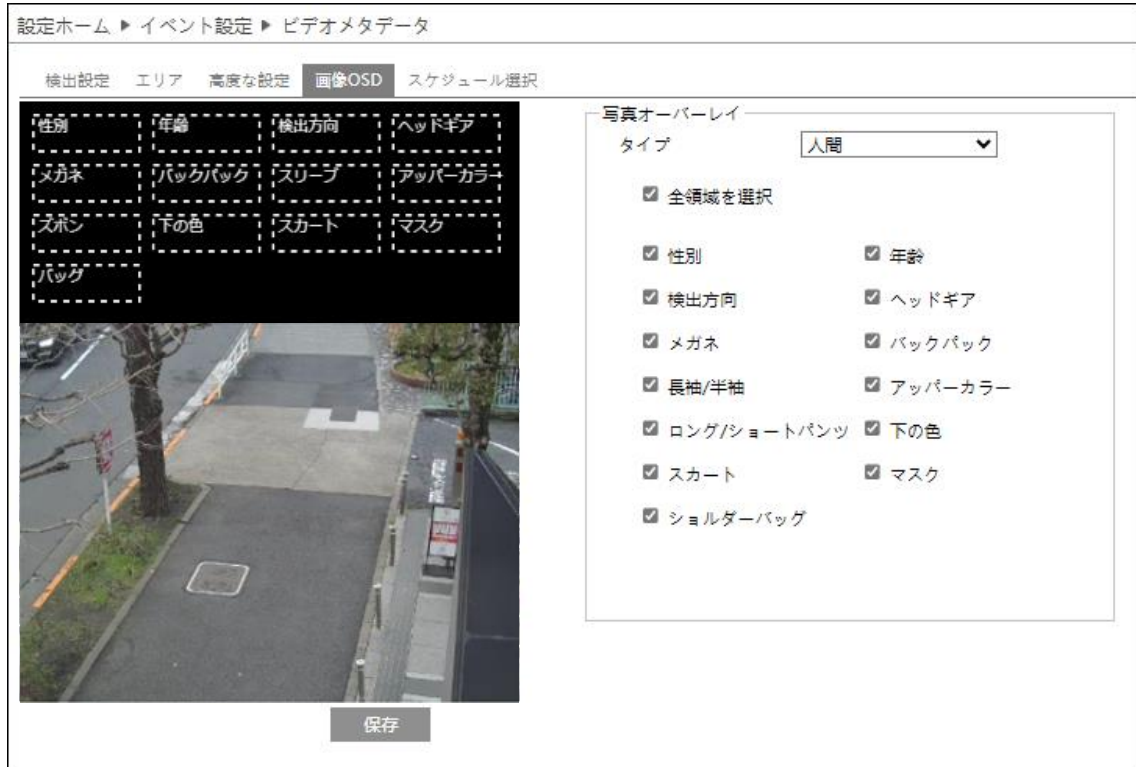 設定ホーム ▶ イベント設定 ▶ ビデオメタデータ
検出設定 エリア 高度な設定 画像OSD スケジュール選択
性別 年齢 検出方向 ヘッドギア
メガネ バックパック スリーブ アッパーカラー
ズボン 下の色 スカート マスク
バッグ
保存
写真オーバーレイ
タイプ 人間
全領域を選択
性別 年齢
検出方向 ヘッドギア
メガネ バックパック
長袖/半袖 アッパーカラー
ロング/ショートパンツ 下の色
スカート マスク
ショルダーバッグ